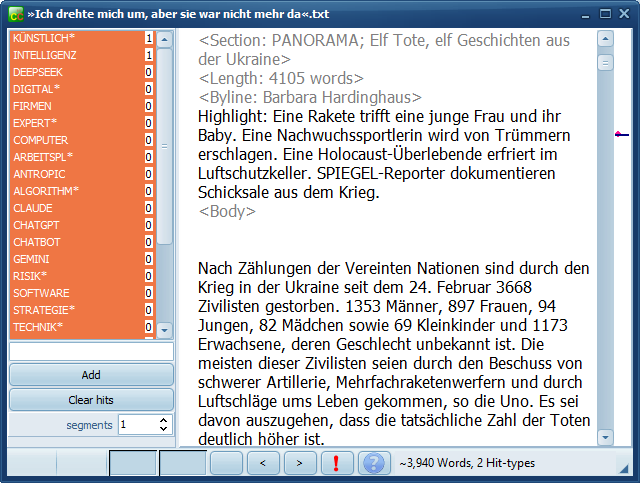 »Ich drehte mich um, aber sie war nicht mehr da«.txt
KÜNSTLICH* 1
INTELLIGENZ 1
DEEPSEEK 0
DIGITAL* 0
FIRMEN 0
EXPERT* 0
COMPUTER 0
ARBEITSPL* 0
ANTROPIC 0
ALGORITHM* 0
CLAUDE 0
CHATGPT 0
CHATBOT 0
GEMINI 0
RISIK* 0
SOFTWARE 0
STRATEGIE* 0
TECHNIK* 0
Add
Clear hits
segments 1
<Section: PANORAMA; Elf Tote, elf Geschichten aus
der Ukraine>
<Length: 4105 words>
<Byline: Barbara Hardinghaus>
Highlight: Eine Rakete trifft eine junge Frau und ihr
Baby. Eine Nachwuchssportlerin wird von Trümmern
erschlagen. Eine Holocaust-Überlebende erfriert im
Luftschutzkeller. SPIEGEL-Reporter dokumentieren
Schicksale aus dem Krieg.
<Body>
Nach Zählungen der Vereinten Nationen sind durch den
Krieg in der Ukraine seit dem 24. Februar 3668
Zivilisten gestorben. 1353 Männer, 897 Frauen, 94
Jungen, 82 Mädchen sowie 69 Kleinkinder und 1173
Erwachsene, deren Geschlecht unbekannt ist. Die
meisten dieser Zivilisten seien durch den Beschuss von
schwerer Artillerie, Mehrfachraketenwerfern und durch
Luftschläge ums Leben gekommen, so die Uno. Es sei
davon auszugehen, dass die tatsächliche Zahl der Toten
deutlich höher ist.
< > ! ? ~3,940 Words, 2 Hit-types